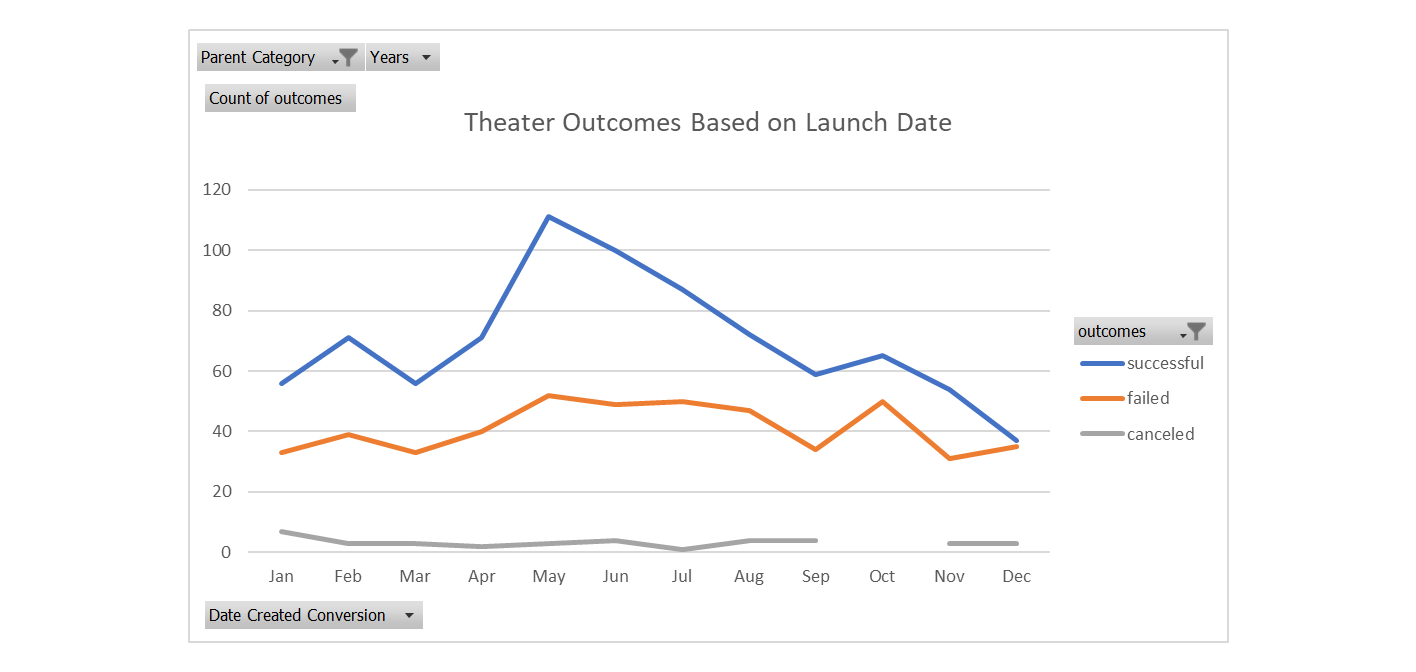 Parent Category
Years
Count of outcomes
Theater Outcomes Based on Launch Date
120
100
80
60
40
20
0
Jan Feb Mar Apr May Jun Jul Aug Sep Oct Nov Dec
outcomes
successful
failed
canceled
Date Created Conversion